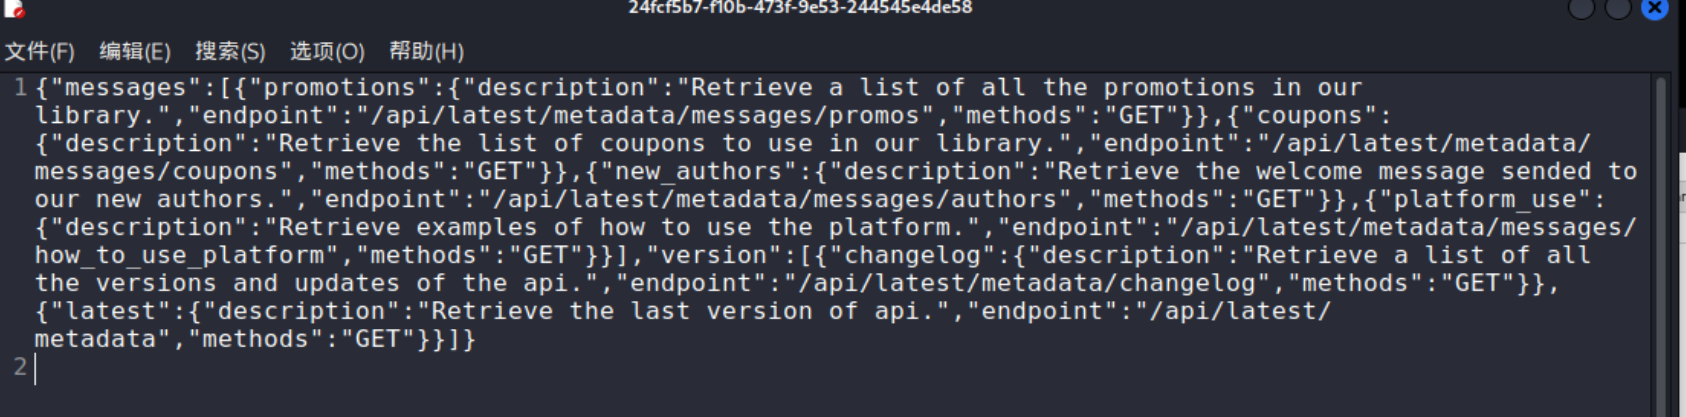 24fcf5b7-f10b-473f-9e53-244545e4de58
文件(F) 编辑(E) 搜索(S) 选项(O) 帮助(H)
1 {"messages":[{"promotions":{"description":"Retrieve a list of all the promotions in our
library.","endpoint":"/api/latest/metadata/messages/promos","methods":"GET"}},{"coupons":
{"description":"Retrieve the list of coupons to use in our library.","endpoint":"/api/latest/metadata/
messages/coupons","methods":"GET"}},{"new_authors":{"description":"Retrieve the welcome message sended to
our new authors.","endpoint":"/api/latest/metadata/messages/authors","methods":"GET"}},{"platform_use":
{"description":"Retrieve examples of how to use the platform.","endpoint":"/api/latest/metadata/messages/
how_to_use_platform","methods":"GET"}}],"version":[{"changelog":{"description":"Retrieve a list of all
the versions and updates of the api.","endpoint":"/api/latest/metadata/changelog","methods":"GET"}},
{"latest":{"description":"Retrieve the last version of api.","endpoint":"/api/latest/
metadata","methods":"GET"}}]}
2